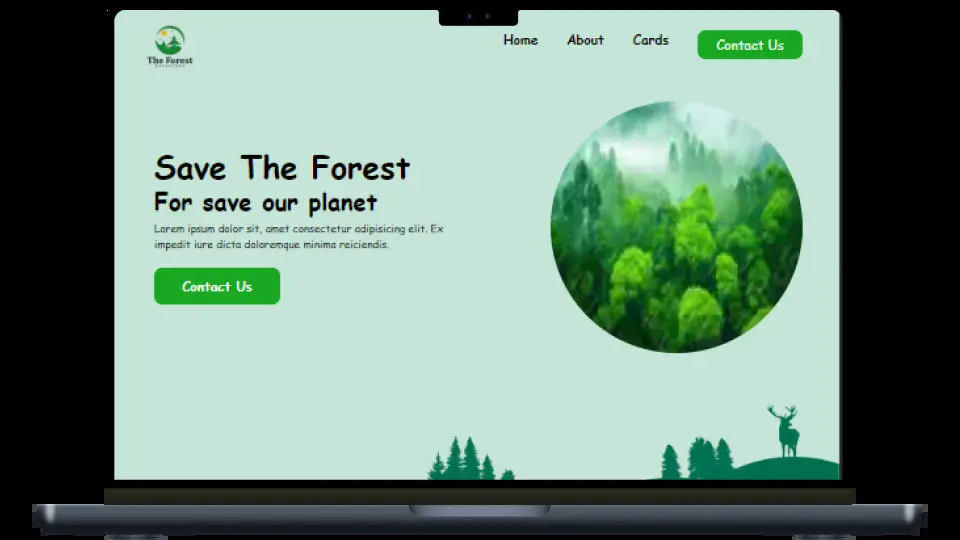 The Forest
Home
About
Cards
Contact Us
Save The Forest
For save our planet
Lorem ipsum dolor sit, amet consectetur adipisicing elit. Ex
impedit iure dicta doloremque minima reiciendis.
Contact Us